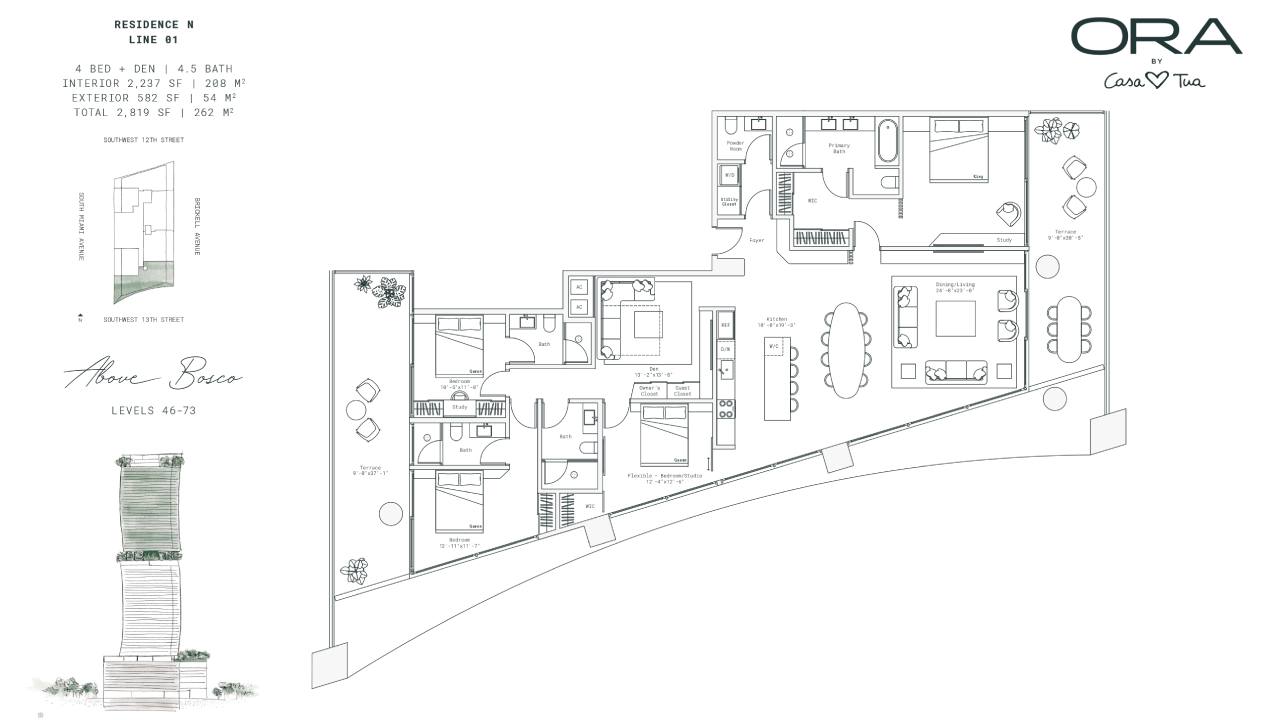 RESIDENCE N
LINE 01
4 BED + DEN | 4.5 BATH
INTERIOR 2,237 SF | 208 M²
EXTERIOR 582 SF | 54 M²
TOTAL 2,819 SF | 262 M²
SOUTHWEST 12TH STREET
SOUTH MIAMI AVENUE
BRICKELL AVENUE
N
SOUTHWEST 13TH STREET
Above Bosco
LEVELS 46-73
ORA
BY
Casa Tua
Powder
Room
W/D
Utility
Closet
Primary
Bath
WIC
King
Study
Foyer
Terrace
9'-0"x30'-5"
Dining/Living
24'-0"x23'-0"
Kitchen
10'-0"x19'-3"
W/C
REF
D/W
AC
AC
Den
13'-2"x13'-6"
Owner's
Closet
Guest
Closet
Bath
Queen
Bedroom
10'-5"x11'-8"
Study
Bath
Bath
Queen
Flexible - Bedroom/Studio
12'-4"x12'-6"
WIC
Queen
Bedroom
12'-11"x11'-7"
Terrace
9'-0"x37'-1"